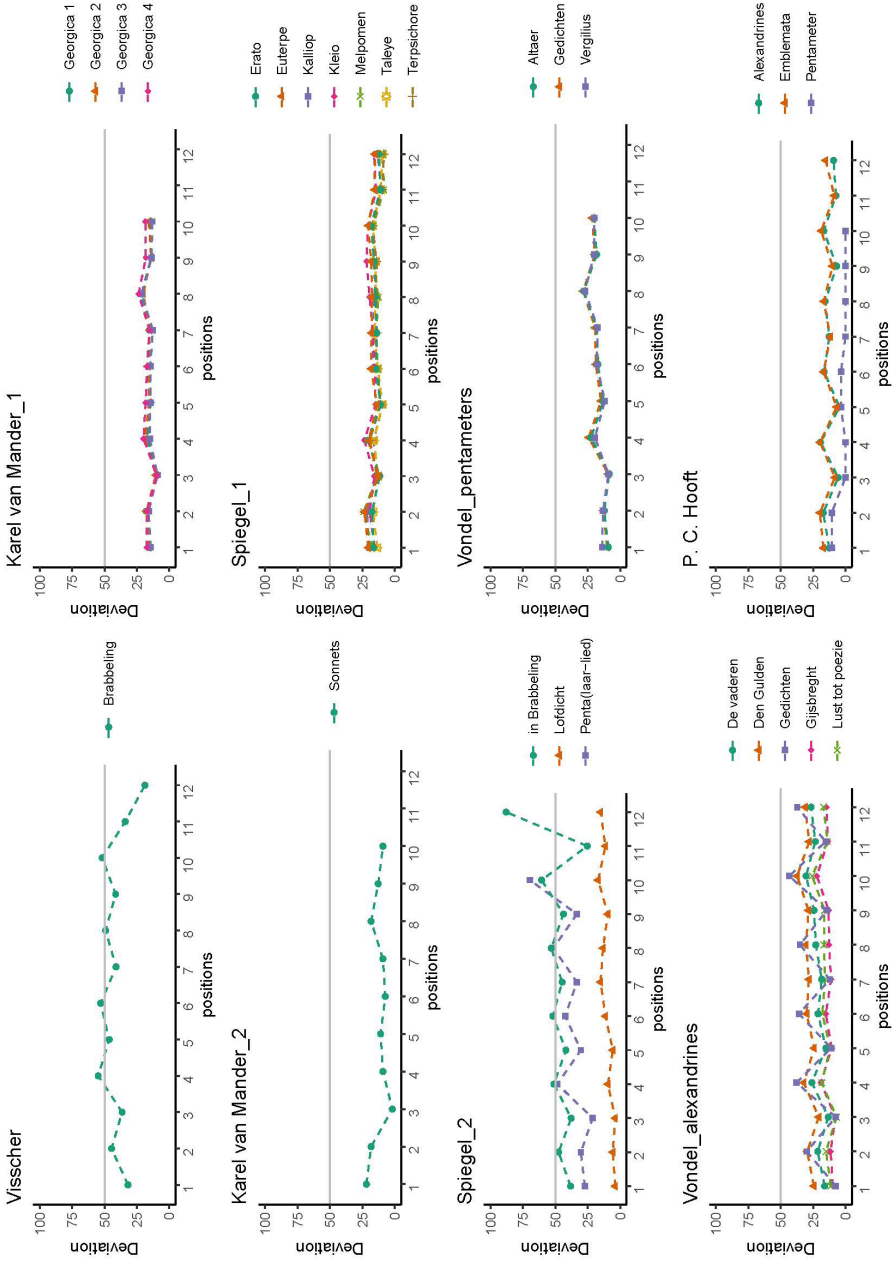 Visscher
100
75
50
25
0
Deviation
1 2 3 4 5 6 7 8 9 10 11 12
positions
Brabbeling
Karel van Mander_1
100
75
50
25
0
Deviation
1 2 3 4 5 6 7 8 9 10 11 12
positions
Georgica 1
Georgica 2
Georgica 3
Georgica 4
Karel van Mander_2
100
75
50
25
0
Deviation
1 2 3 4 5 6 7 8 9 10 11 12
positions
Sonnets
Spiegel_1
100
75
50
25
0
Deviation
1 2 3 4 5 6 7 8 9 10 11 12
positions
Erato
Euterpe
Kalliop
Kleio
Melpomen
Taleye
Terpsichore
Spiegel_2
100
75
50
25
0
Deviation
1 2 3 4 5 6 7 8 9 10 11 12
positions
in Brabbeling
Lofdicht
Penta(laar−lied)
Vondel_pentameters
100
75
50
25
0
Deviation
1 2 3 4 5 6 7 8 9 10 11 12
positions
Altaer
Gedichten
Vergilius
Vondel_alexandrines
100
75
50
25
0
Deviation
1 2 3 4 5 6 7 8 9 10 11 12
positions
De vaderen
Den Gulden
Gedichten
Gijsbreght
Lust tot poezie
P. C. Hooft
100
75
50
25
0
Deviation
1 2 3 4 5 6 7 8 9 10 11 12
positions
Alexandrines
Emblemata
Pentameter